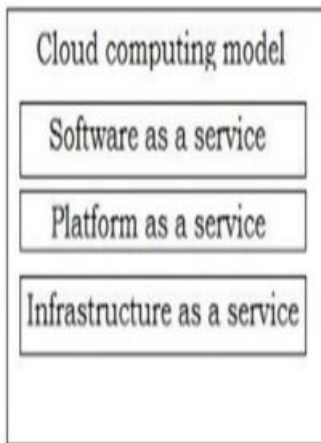 Cloud computing model
Software as a service
Platform as a service
Infrastructure as a service